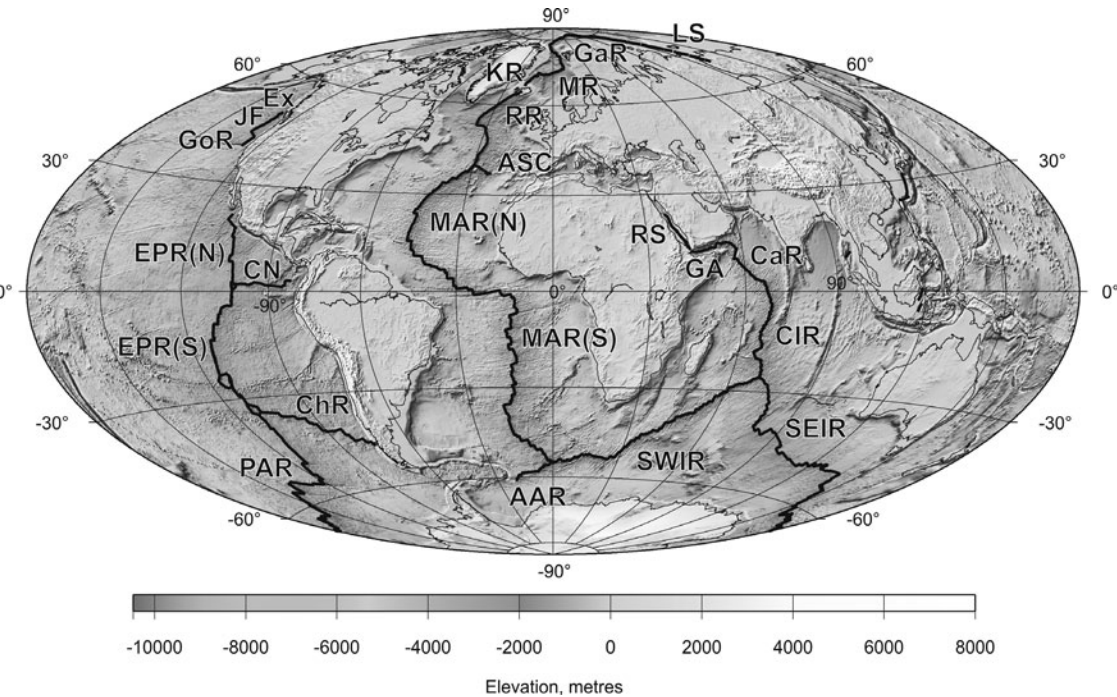 90°
LS
60°
GaR
60°
KR
MR
Ex
JF
RR
GoR
30°
ASC
30°
MAR(N)
EPR(N)
RS
CN
GA
CaR
90
0°
-90°
0°
0°
EPR(S)
MAR(S)
CIR
ChR
-30°
SEIR
-30°
PAR
SWIR
AAR
-60°
-60°
-90°
-10000 -8000 -6000 -4000 -2000 0 2000 4000 6000 8000
Elevation, metres